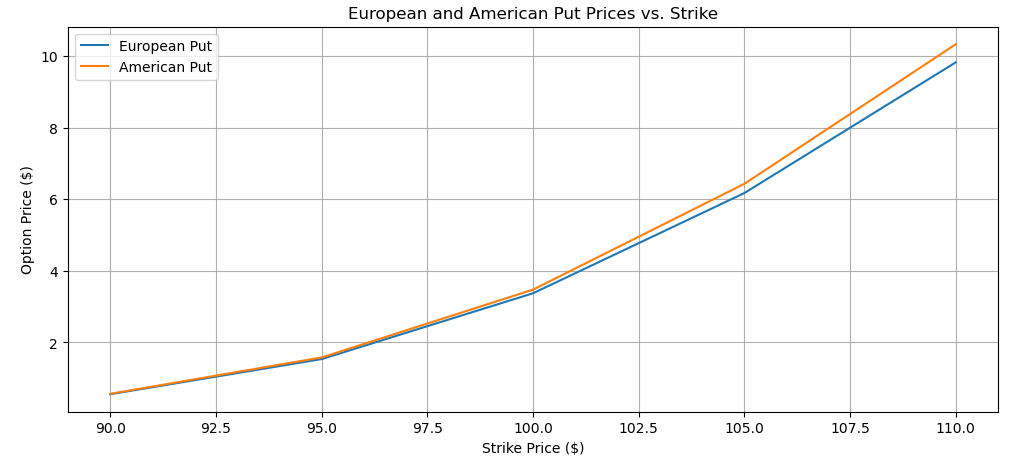 European and American Put Prices vs. Strike
European Put
American Put
Option Price ($)
10
8
6
4
2
90.0 92.5 95.0 97.5 100.0 102.5 105.0 107.5 110.0
Strike Price ($)